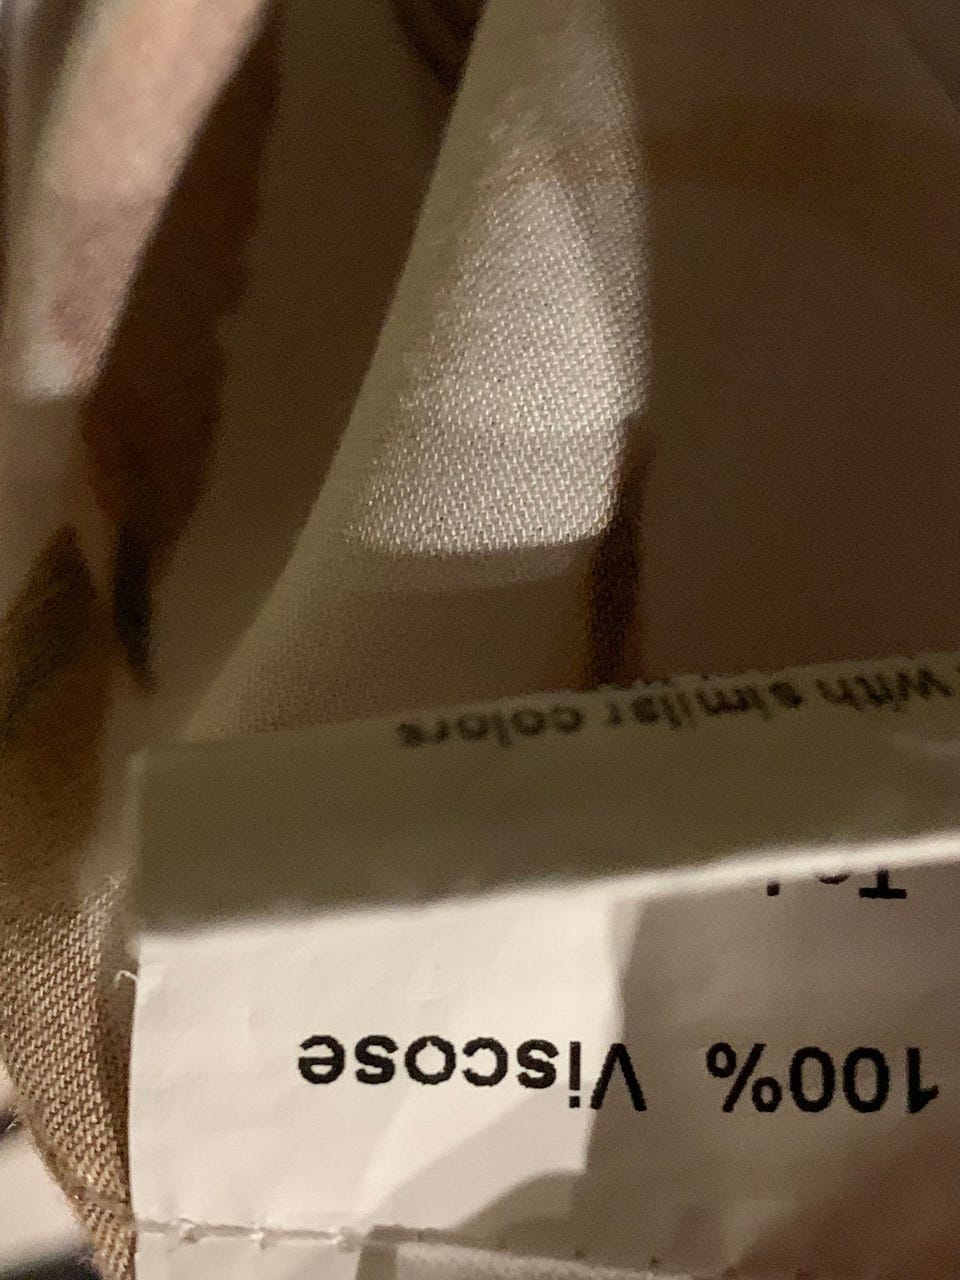 100% Viscose
with similar colors